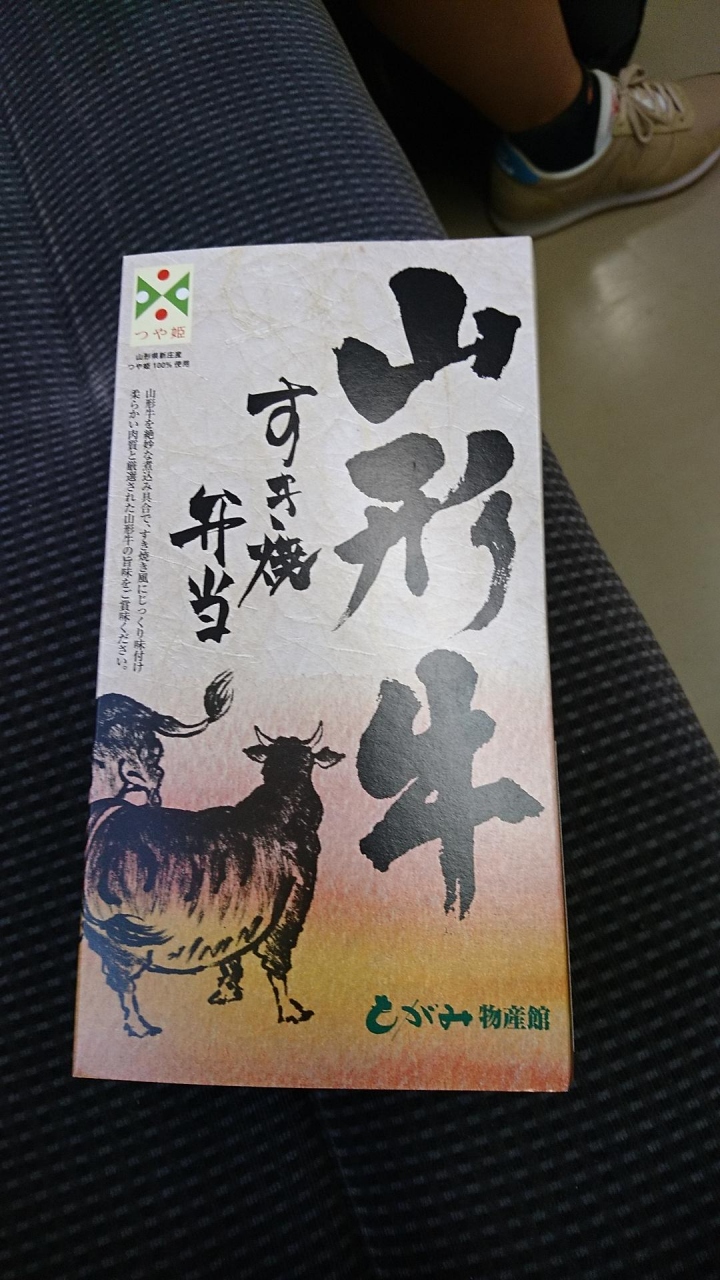 山形牛
すき焼
弁当
つや姫
山形県新庄産
つや姫 100% 使用
山形牛を絶妙な煮込み具合で、すき焼き風にじっくり味付け
柔らかい肉質と厳選された山形牛の旨味をご賞味ください。
もがみ物産館